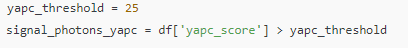 yapc_threshold = 25
signal_photons_yapc = df['yapc_score'] > yapc_threshold